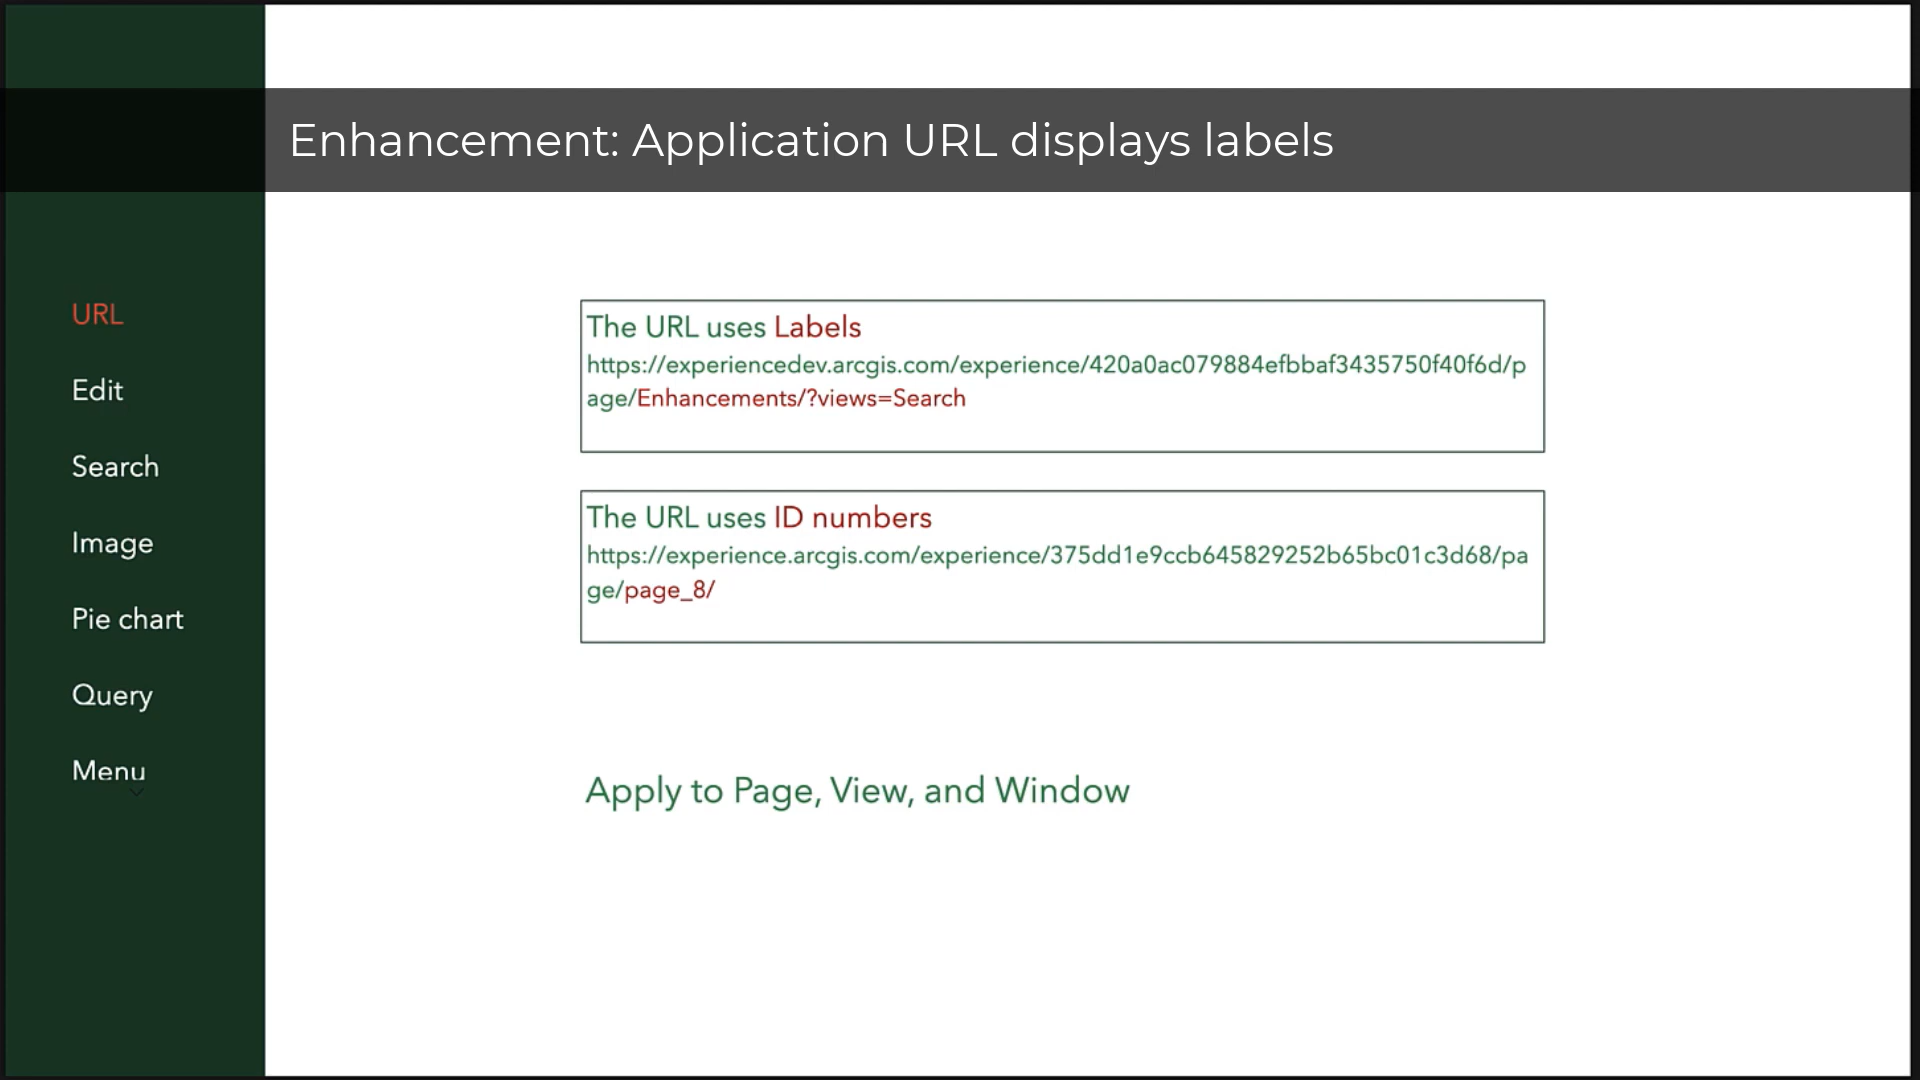 Enhancement: Application URL displays labels
URL
Edit
Search
Image
Pie chart
Query
Menu
The URL uses Labels
https://experiencedev.arcgis.com/experience/420a0ac079884efbbaf3435750f40f6d/p
age/Enhancements/?views=Search
The URL uses ID numbers
https://experience.arcgis.com/experience/375dd1e9ccb645829252b65bc01c3d68/pa
ge/page_8/
Apply to Page, View, and Window